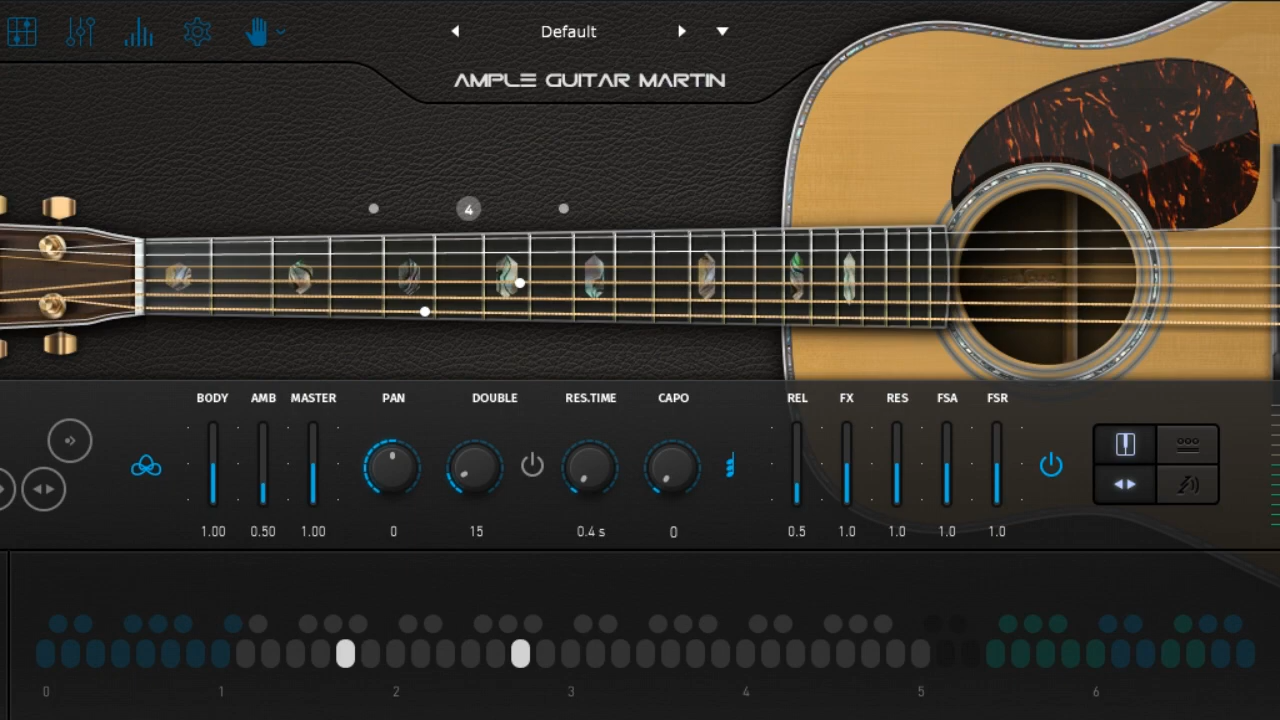 Default
AMPLE GUITAR MARTIN
4
BODY AMB MASTER PAN DOUBLE RES.TIME CAPO REL FX RES FSA FSR
1.00 0.50 1.00 0 15 0.4 s 0 0.5 1.0 1.0 1.0 1.0
0 1 2 3 4 5 6